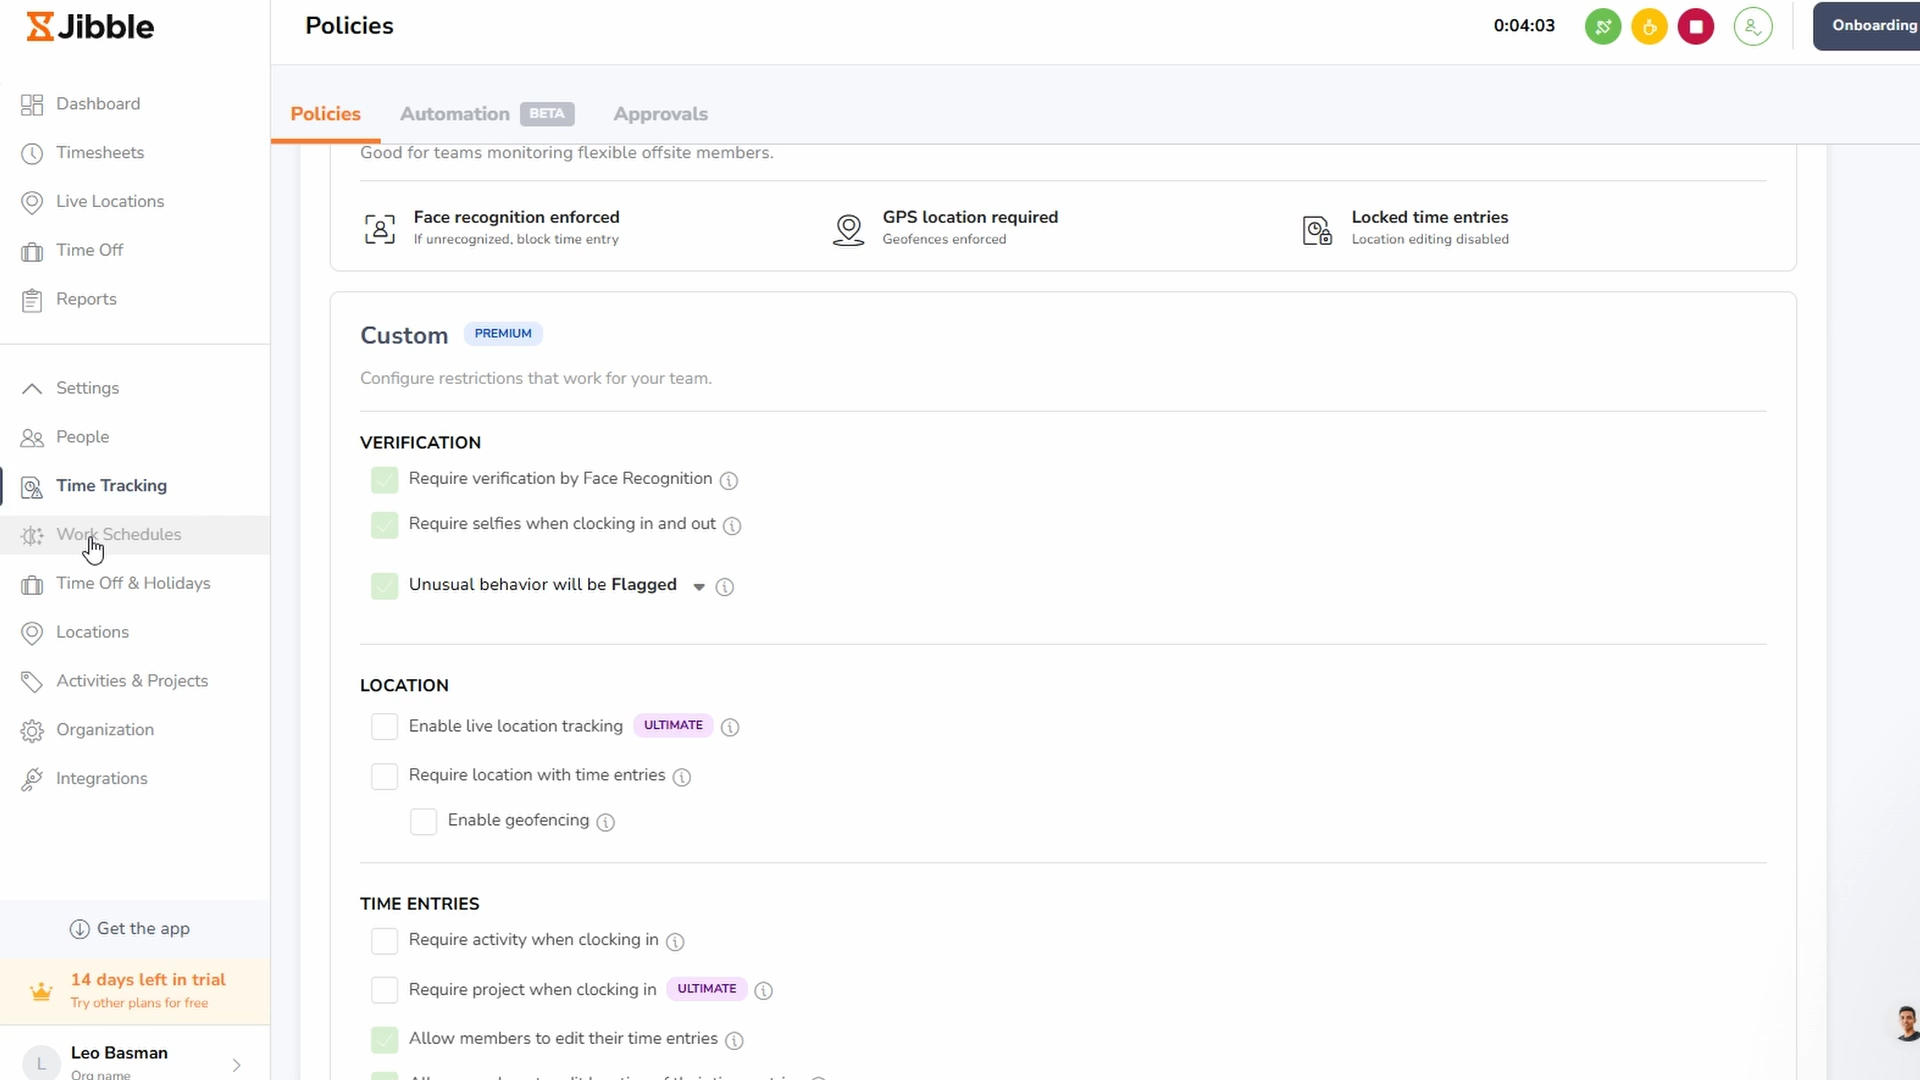 Jibble
Policies
0:04:03
Onboarding
Dashboard
Timesheets
Live Locations
Time Off
Reports
Settings
People
Time Tracking
Work Schedules
Time Off & Holidays
Locations
Activities & Projects
Organization
Integrations
Get the app
14 days left in trial
Try other plans for free
L
Leo Basman
Org name
Policies
Automation BETA
Approvals
Good for teams monitoring flexible offsite members.
Face recognition enforced
If unrecognized, block time entry
GPS location required
Geofences enforced
Locked time entries
Location editing disabled
Custom PREMIUM
Configure restrictions that work for your team.
VERIFICATION
Require verification by Face Recognition
Require selfies when clocking in and out
Unusual behavior will be Flagged
LOCATION
Enable live location tracking ULTIMATE
Require location with time entries
Enable geofencing
TIME ENTRIES
Require activity when clocking in
Require project when clocking in ULTIMATE
Allow members to edit their time entries